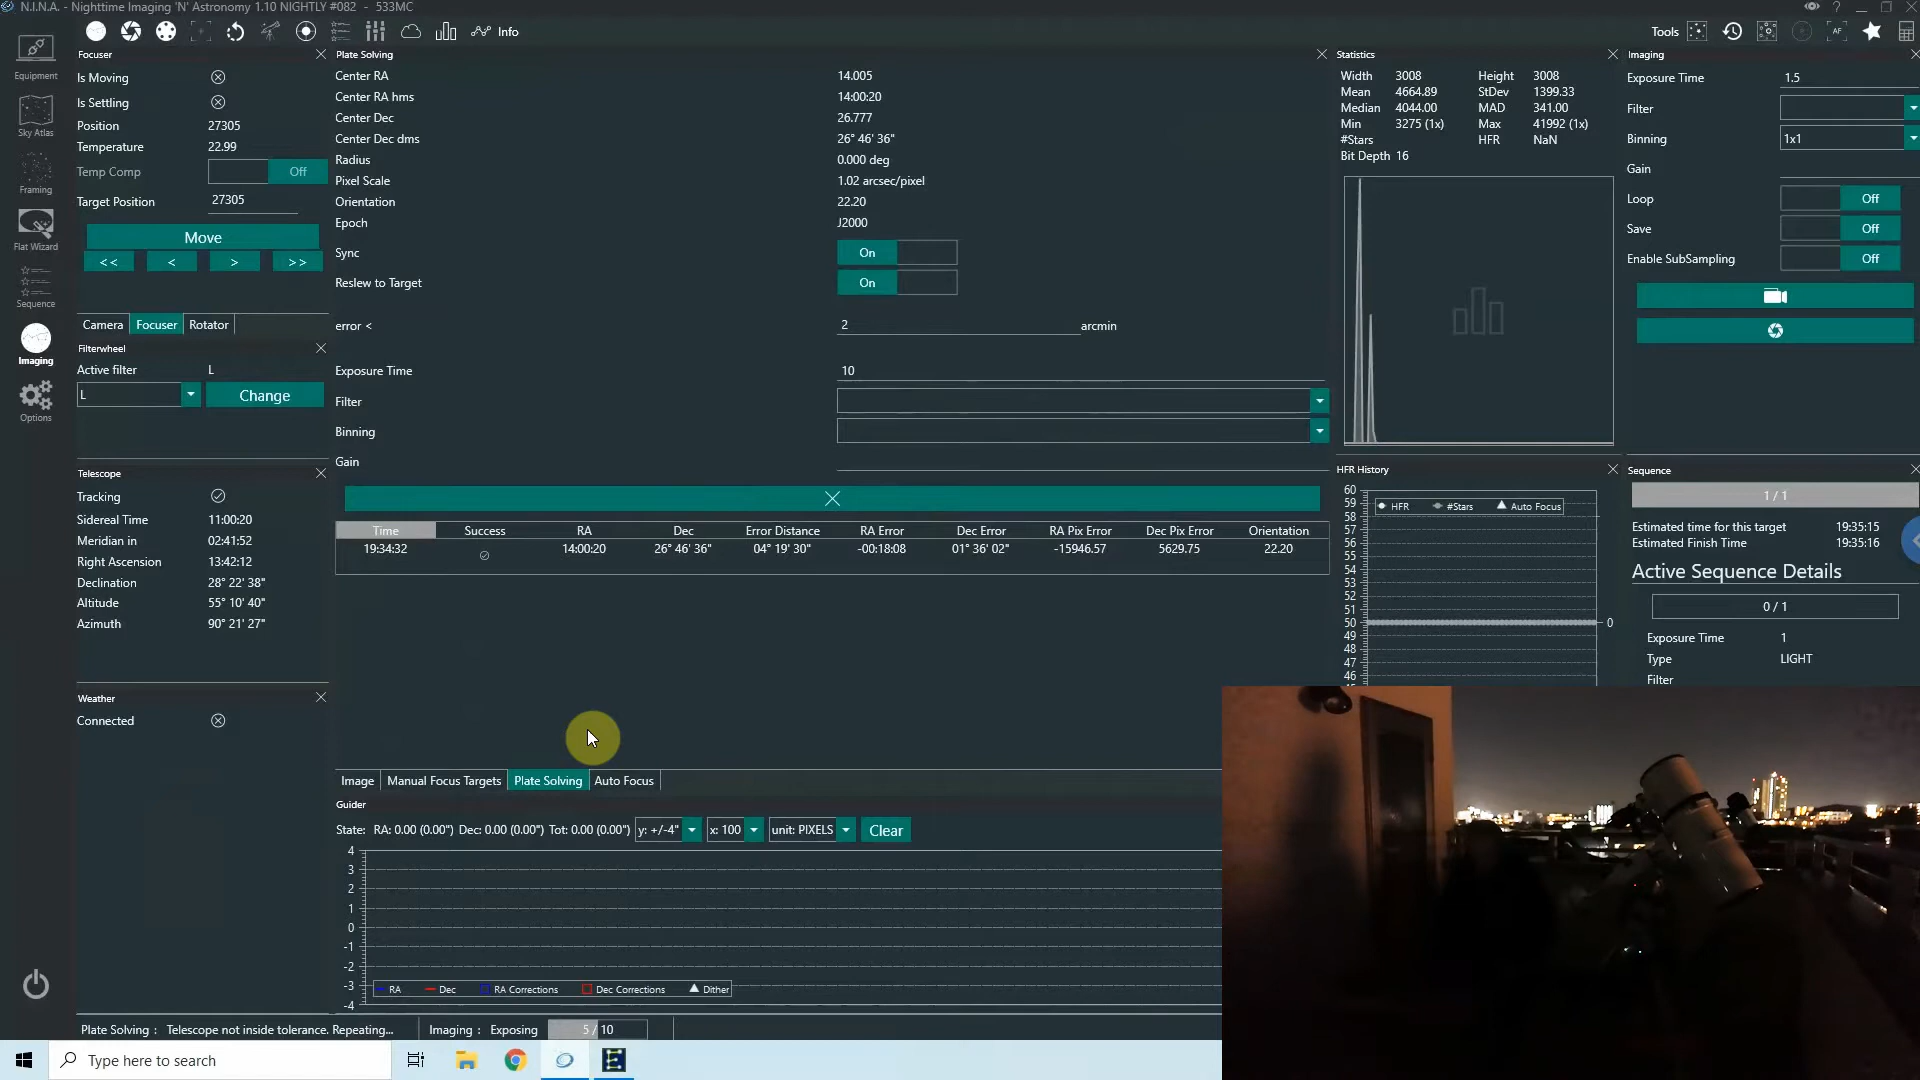 N.I.N.A. - Nighttime Imaging 'N' Astronomy 1.10 NIGHTLY #082 - 533MC
Info
Tools
Equipment
Sky Atlas
Framing
Flat Wizard
Sequence
Imaging
Options
Focuser
Is Moving
Is Settling
Position 27305
Temperature 22.99
Temp Comp Off
Target Position 27305
Move
<< < > >>
Camera Focuser Rotator
Filterwheel
Active filter L
L Change
Telescope
Tracking
Sidereal Time 11:00:20
Meridian in 02:41:52
Right Ascension 13:42:12
Declination 28° 22' 38"
Altitude 55° 10' 40"
Azimuth 90° 21' 27"
Weather
Connected
Plate Solving
Center RA 14.005
Center RA hms 14:00:20
Center Dec 26.777
Center Dec dms 26° 46' 36"
Radius 0.000 deg
Pixel Scale 1.02 arcsec/pixel
Orientation 22.20
Epoch J2000
Sync On
Reslew to Target On
error < 2 arcmin
Exposure Time 10
Filter
Binning
Gain
Time Success RA Dec Error Distance RA Error Dec Error RA Pix Error Dec Pix Error Orientation
19:34:32 14:00:20 26° 46' 36" 04° 19' 30" -00:18:08 01° 36' 02" -15946.57 5629.75 22.20
Image Manual Focus Targets Plate Solving Auto Focus
Guider
State: RA: 0.00 (0.00") Dec: 0.00 (0.00") Tot: 0.00 (0.00") y: +/-4" x: 100 unit: PIXELS Clear
4
3
2
1
0
-1
-2
-3
-4
RA Dec RA Corrections Dec Corrections Dither
Statistics
Width 3008 Height 3008
Mean 4664.89 StDev 1399.33
Median 4044.00 MAD 341.00
Min 3275 (1x) Max 41992 (1x)
#Stars HFR NaN
Bit Depth 16
HFR History
HFR #Stars Auto Focus
60
59
58
57
56
55
54
53
52
51
50 0
49
48
47
46
Imaging
Exposure Time 1.5
Filter
Binning 1x1
Gain
Loop Off
Save Off
Enable SubSampling Off
Sequence
1 / 1
Estimated time for this target 19:35:15
Estimated Finish Time 19:35:16
Active Sequence Details
0 / 1
Exposure Time 1
Type LIGHT
Filter
Plate Solving : Telescope not inside tolerance. Repeating... Imaging : Exposing 5 / 10
Type here to search